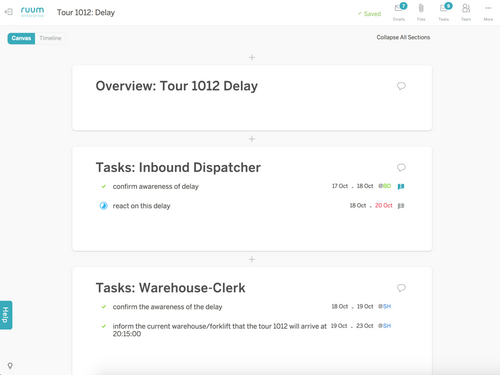 ruum
enterprise
Tour 1012: Delay
✓ Saved
7
Emails
Files
9
Tasks
Team
More
Canvas
Timeline
Collapse All Sections
Overview: Tour 1012 Delay
Tasks: Inbound Dispatcher
confirm awareness of delay 17 Oct - 18 Oct @BD
react on this delay 18 Oct - 20 Oct
Tasks: Warehouse-Clerk
confirm the awareness of the delay 18 Oct - 19 Oct @SH
inform the current warehouse/forklift that the tour 1012 will arrive at 19 Oct - 23 Oct @SH
20:15:00
Help